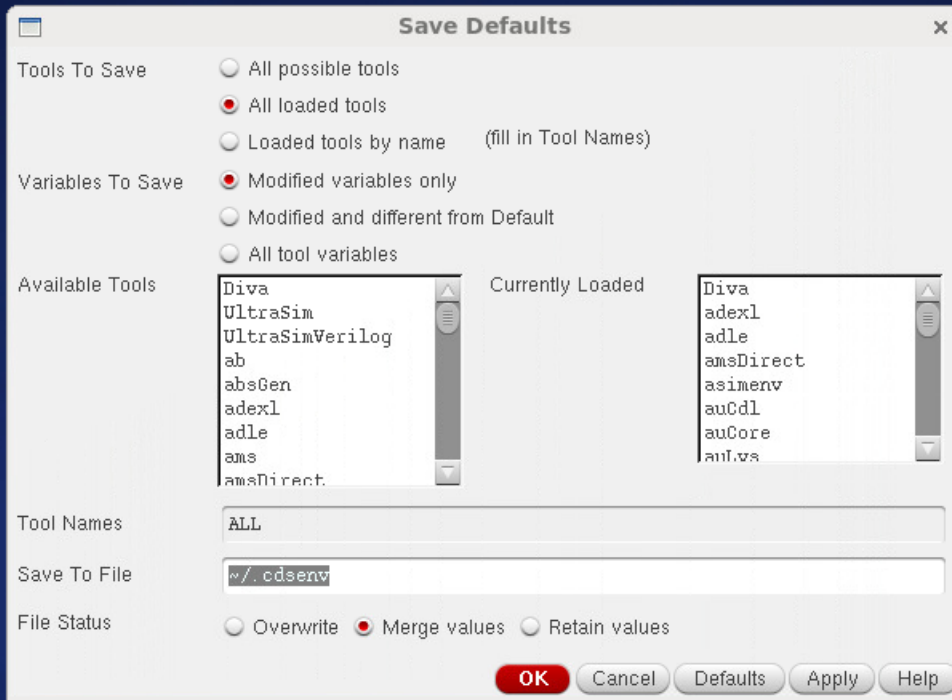 Save Defaults
Tools To Save
All possible tools
All loaded tools
Loaded tools by name (fill in Tool Names)
Variables To Save
Modified variables only
Modified and different from Default
All tool variables
Available Tools
Diva
UltraSim
UltraSimVerilog
ab
absGen
adexl
adle
ams
amsDirect
Currently Loaded
Diva
adexl
adle
amsDirect
asimenv
auCdl
auCore
auLvs
Tool Names
ALL
Save To File
~/.cdsenv
File Status
Overwrite Merge values Retain values
OK Cancel Defaults Apply Help